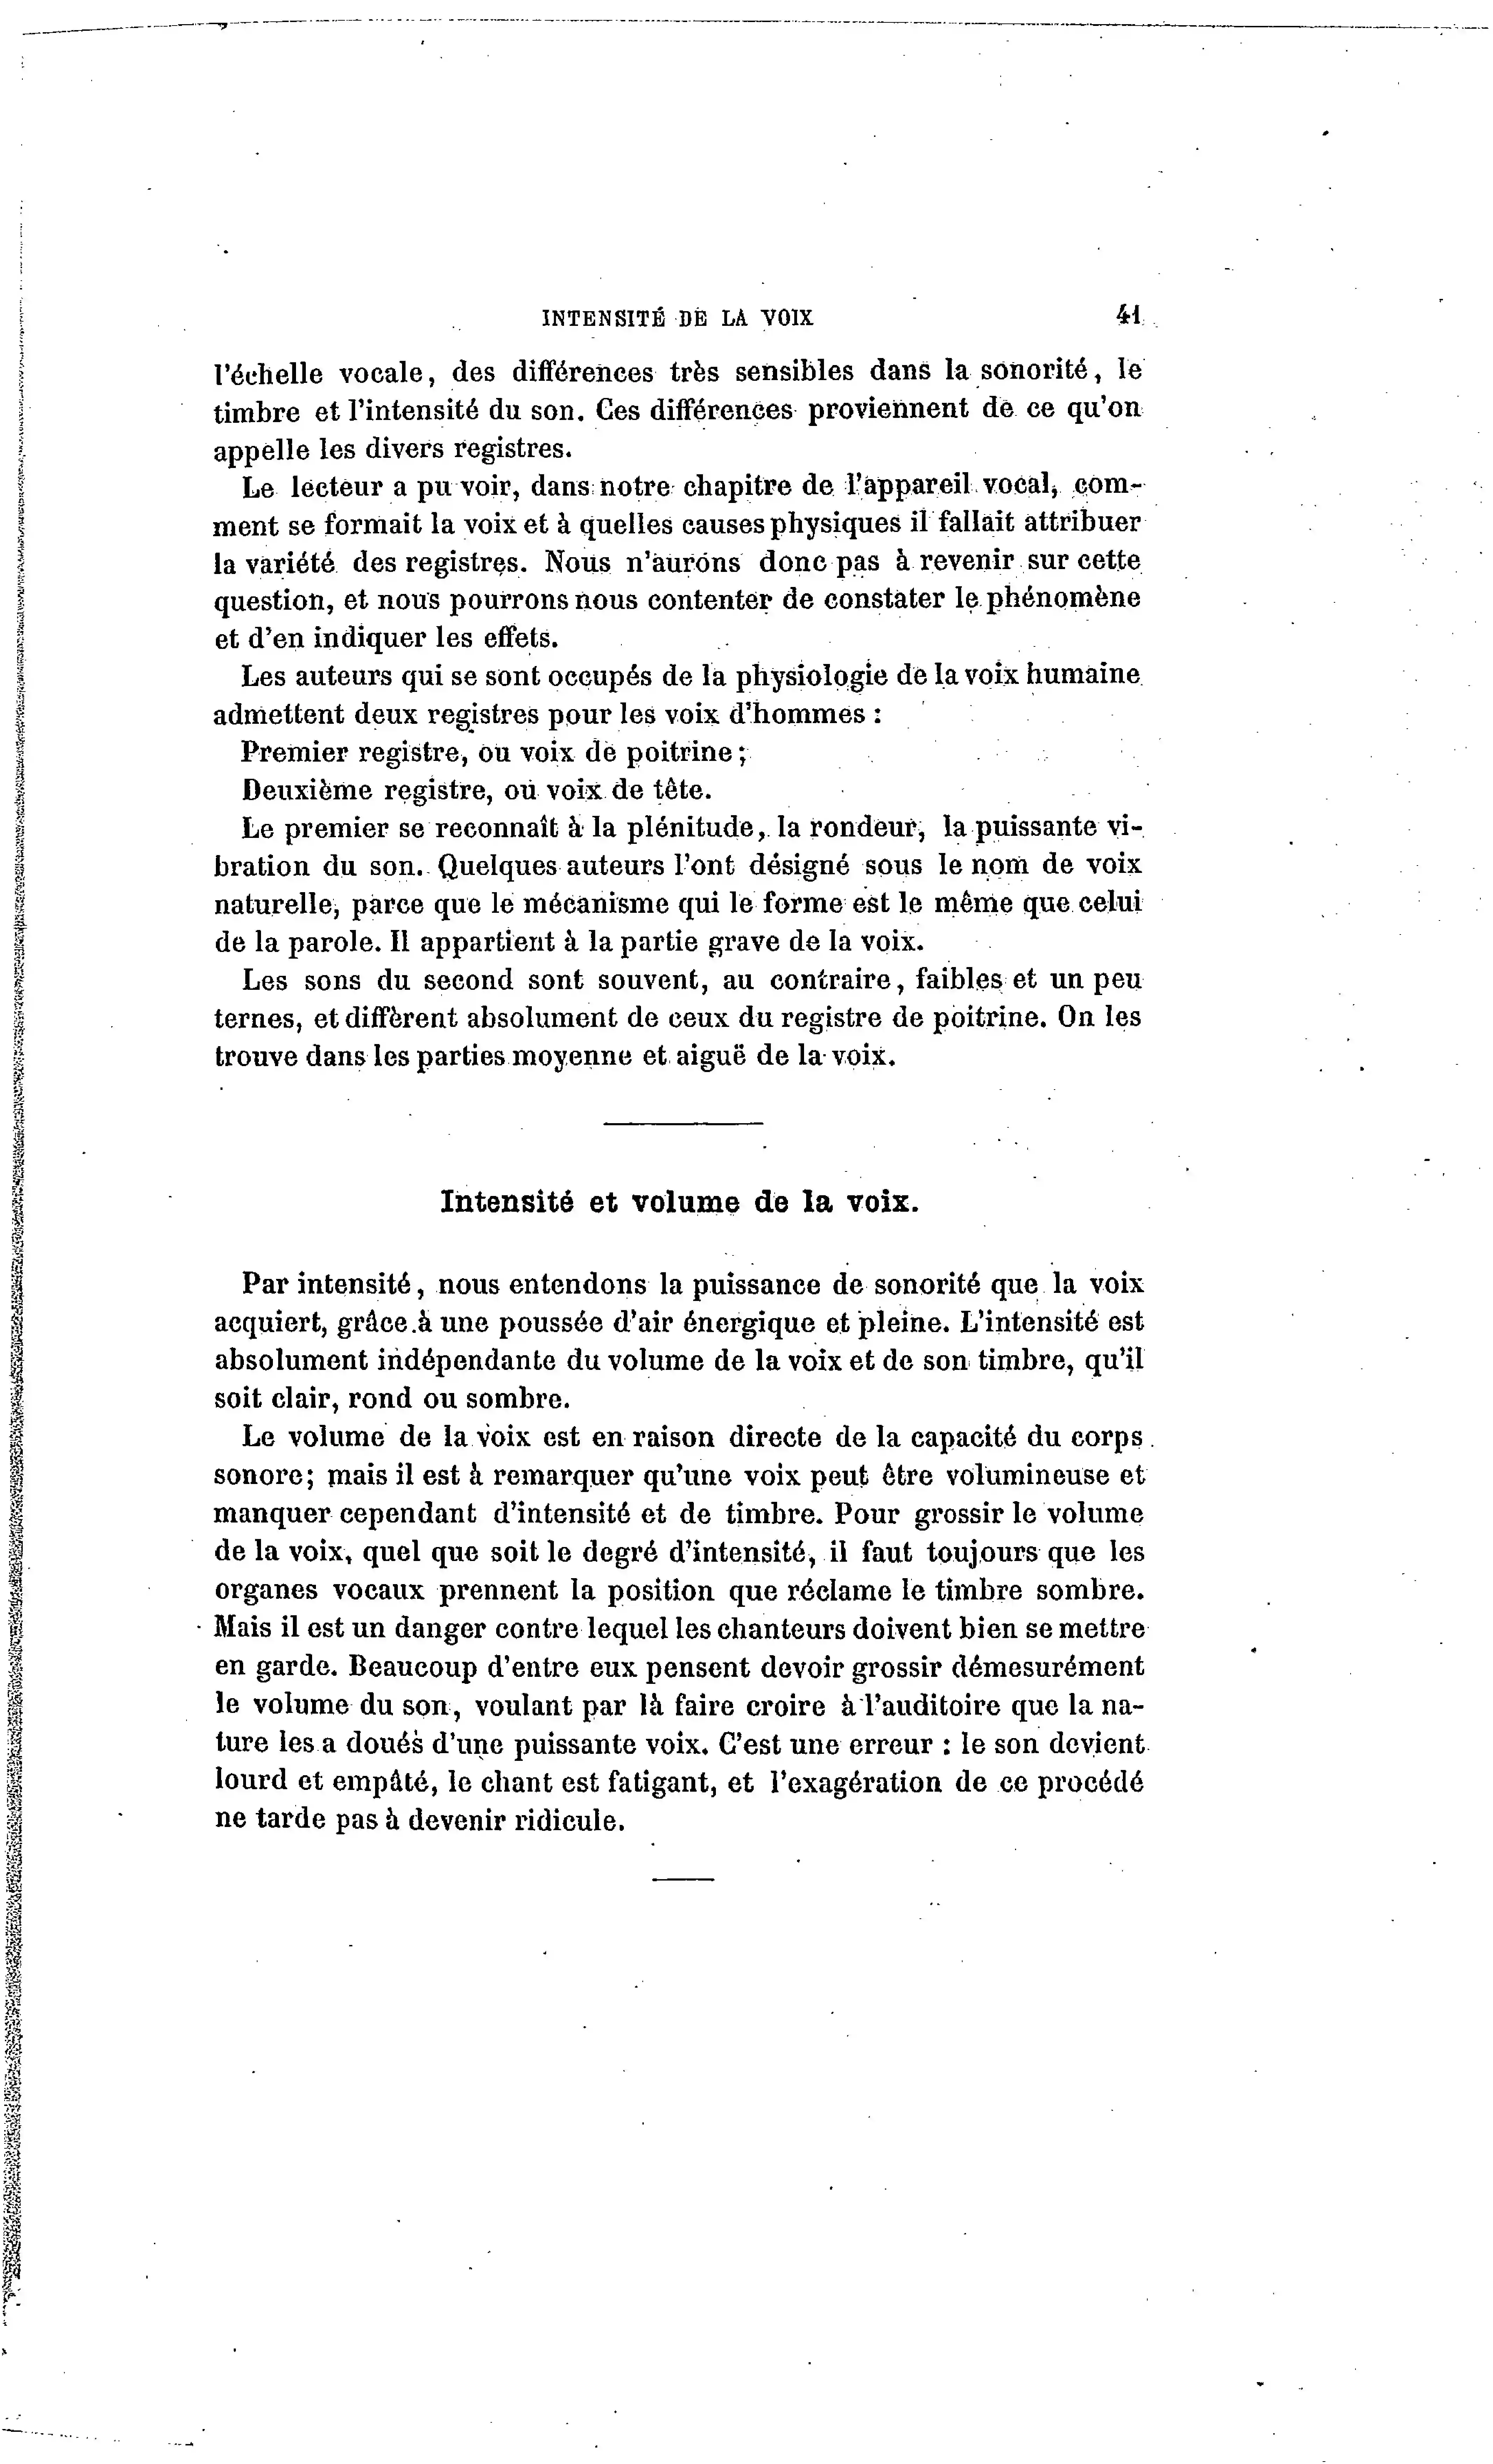 INTENSITÉ DE LA VOIX 41
l'échelle vocale, des différences très sensibles dans la sonorité, le
timbre et l'intensité du son. Ces différences proviennent de ce qu'on
appelle les divers registres.
Le lecteur a pu voir, dans notre chapitre de l'appareil vocal, com-
ment se formait la voix et à quelles causes physiques il fallait attribuer
la variété des registres. Nous n'aurons donc pas à revenir sur cette
question, et nous pourrons nous contenter de constater le phénomène
et d'en indiquer les effets.
Les auteurs qui se sont occupés de la physiologie de la voix humaine
admettent deux registres pour les voix d'hommes :
Premier registre, ou voix de poitrine ;
Deuxième registre, ou voix de tête.
Le premier se reconnaît à la plénitude, la rondeur, la puissante vi-
bration du son. Quelques auteurs l'ont désigné sous le nom de voix
naturelle, parce que le mécanisme qui le forme est le même que celui
de la parole. Il appartient à la partie grave de la voix.
Les sons du second sont souvent, au contraire, faibles et un peu
ternes, et diffèrent absolument de ceux du registre de poitrine. On les
trouve dans les parties moyenne et aiguë de la voix.
Intensité et volume de la voix.
Par intensité, nous entendons la puissance de sonorité que la voix
acquiert, grâce à une poussée d'air énergique et pleine. L'intensité est
absolument indépendante du volume de la voix et de son timbre, qu'il
soit clair, rond ou sombre.
Le volume de la voix est en raison directe de la capacité du corps
sonore; mais il est à remarquer qu'une voix peut être volumineuse et
manquer cependant d'intensité et de timbre. Pour grossir le volume
de la voix, quel que soit le degré d'intensité, il faut toujours que les
organes vocaux prennent la position que réclame le timbre sombre.
Mais il est un danger contre lequel les chanteurs doivent bien se mettre
en garde. Beaucoup d'entre eux pensent devoir grossir démesurément
le volume du son, voulant par là faire croire à l'auditoire que la na-
ture les a doués d'une puissante voix. C'est une erreur : le son devient
lourd et empâté, le chant est fatigant, et l'exagération de ce procédé
ne tarde pas à devenir ridicule.